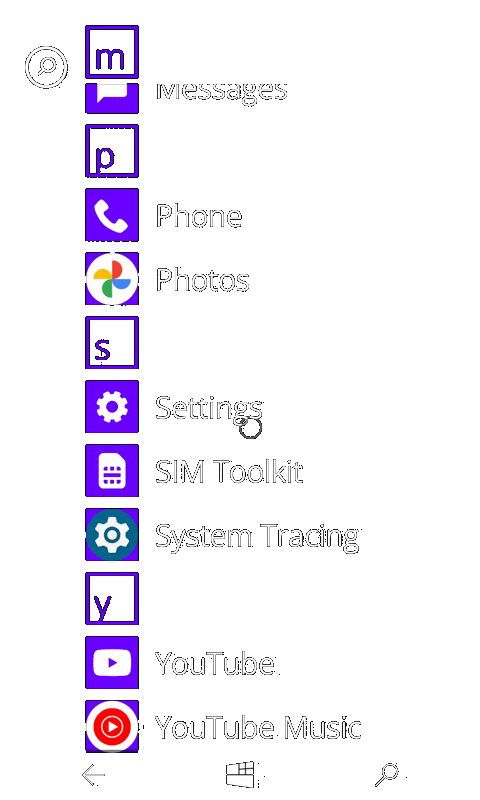 m
Messages
p
Phone
Photos
s
Settings
SIM Toolkit
System Tracing
y
YouTube
YouTube Music